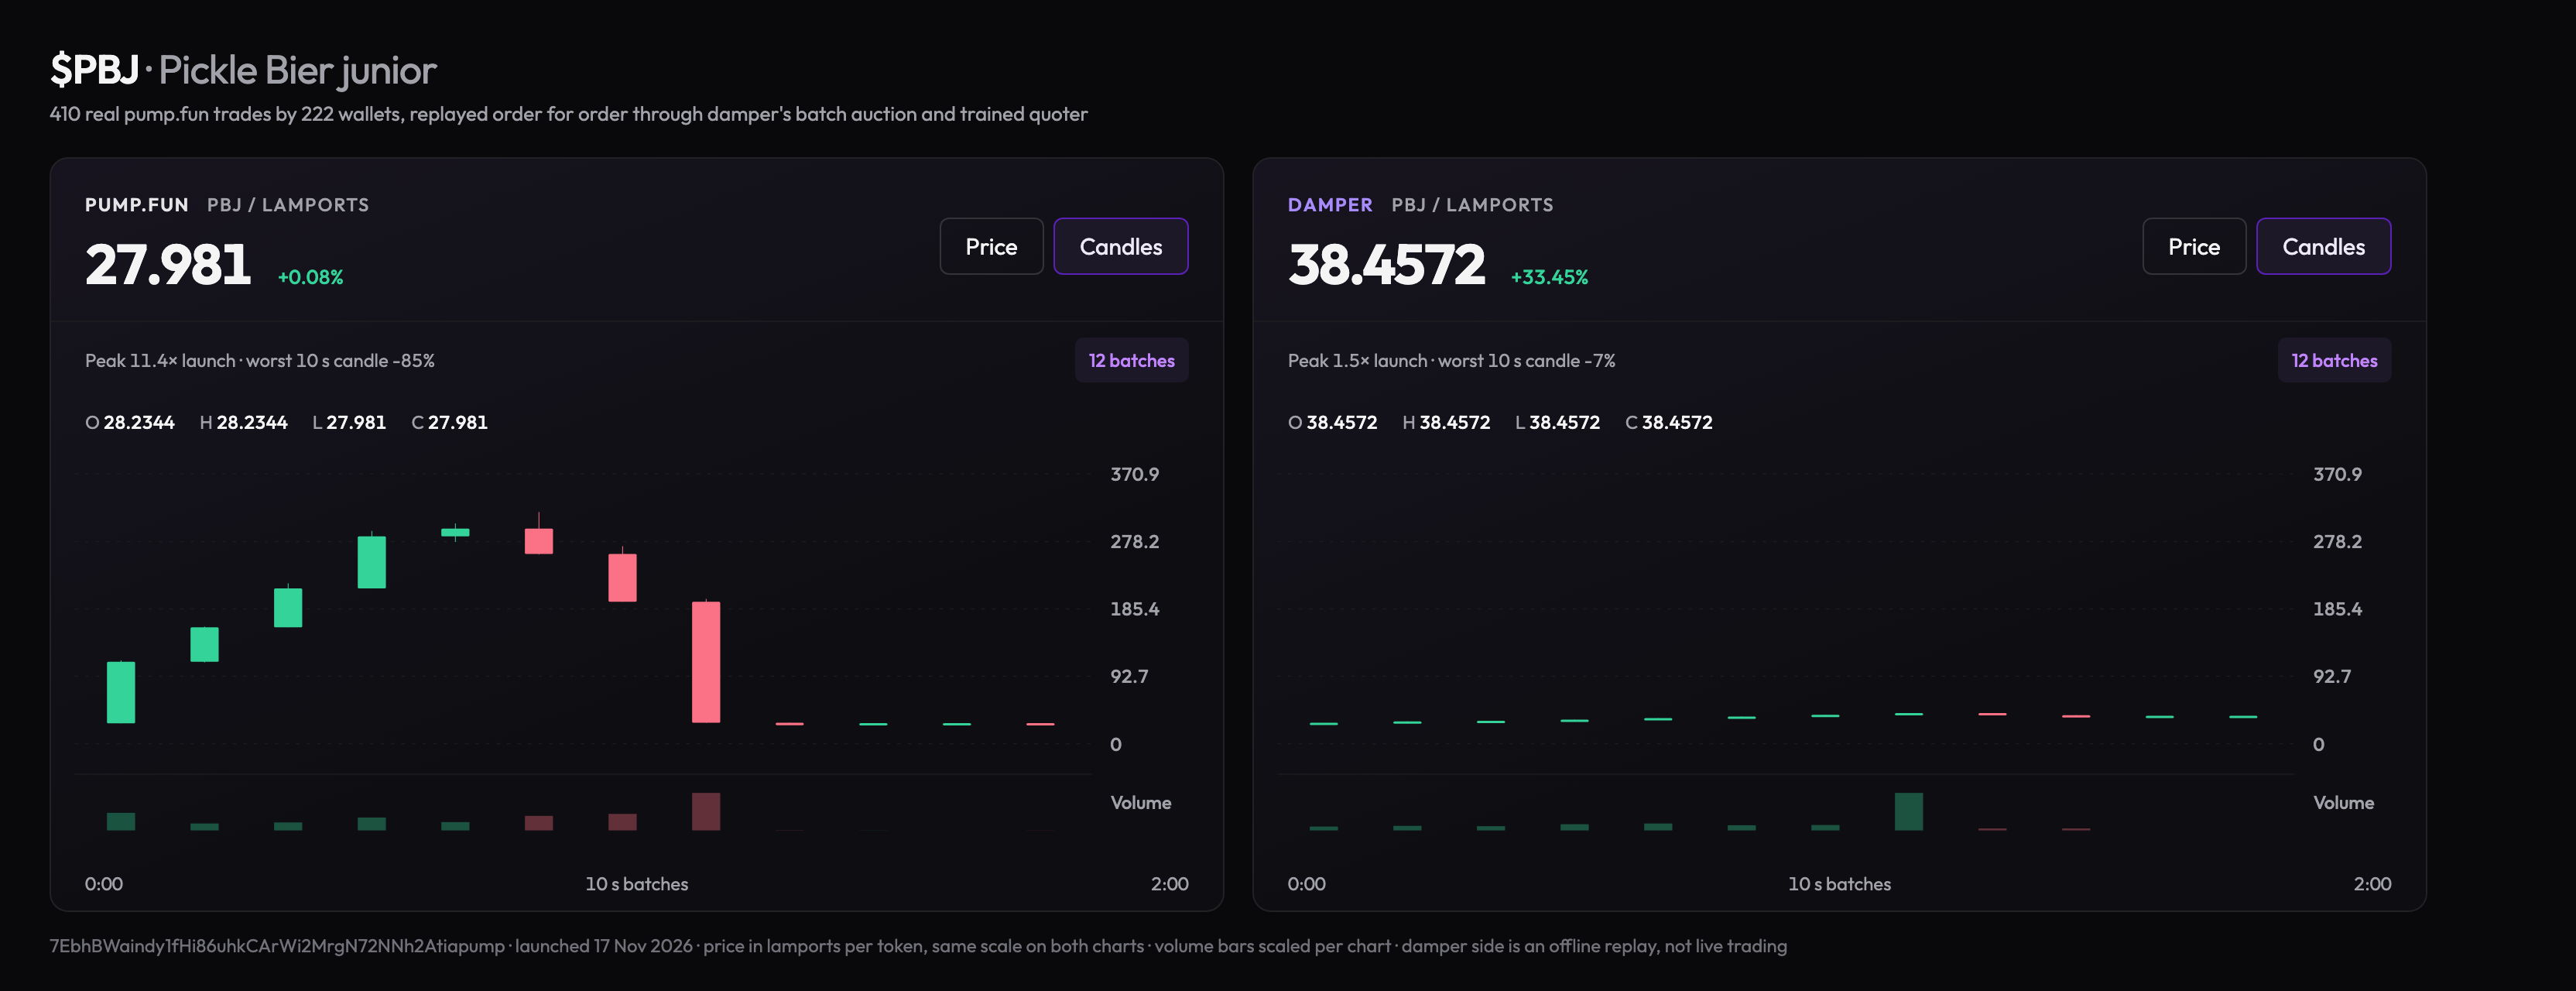 $PBJ · Pickle Bier junior
410 real pump.fun trades by 222 wallets, replayed order for order through damper's batch auction and trained quoter
PUMP.FUN PBJ / LAMPORTS
27.981 +0.08%
Price Candles
Peak 11.4× launch · worst 10 s candle -85%
12 batches
O 28.2344 H 28.2344 L 27.981 C 27.981
370.9
278.2
185.4
92.7
0
Volume
0:00 10 s batches 2:00
DAMPER PBJ / LAMPORTS
38.4572 +33.45%
Price Candles
Peak 1.5× launch · worst 10 s candle -7%
12 batches
O 38.4572 H 38.4572 L 38.4572 C 38.4572
370.9
278.2
185.4
92.7
0
Volume
0:00 10 s batches 2:00
7EbhBWaindy1fHi86uhkCArWi2MrgN72NNh2Atiapump · launched 17 Nov 2026 · price in lamports per token, same scale on both charts · volume bars scaled per chart · damper side is an offline replay, not live trading